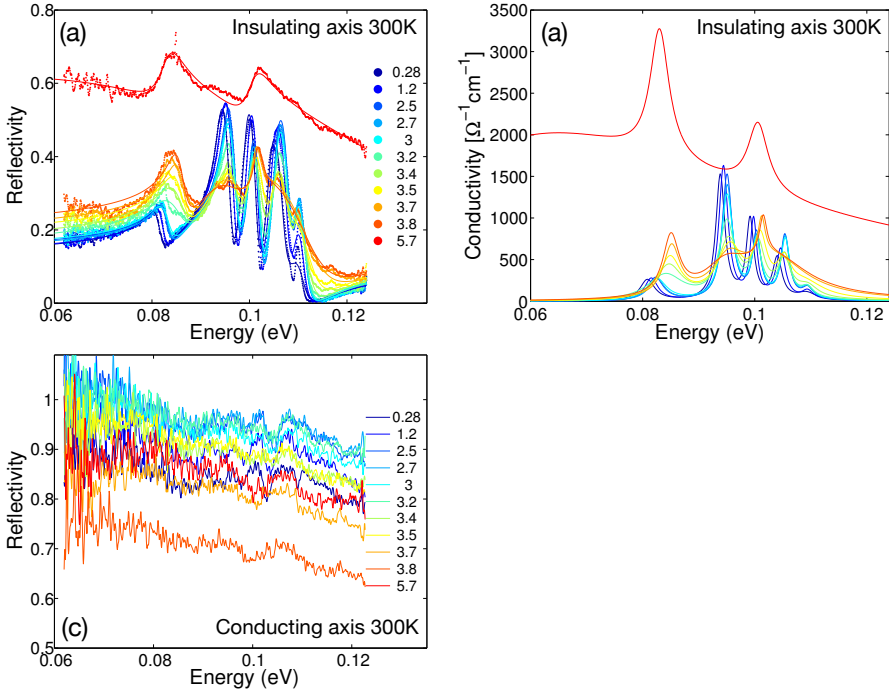 0.8
(a)
Insulating axis 300K
0.6
0.4
0.2
0
Reflectivity
0.28
1.2
2.5
2.7
3
3.2
3.4
3.5
3.7
3.8
5.7
0.06 0.08 0.10 0.12
Energy (eV)
3500
(a)
Insulating axis 300K
3000
2500
2000
1500
1000
500
0
Conductivity [Ω⁻¹cm⁻¹]
0.06 0.08 0.10 0.12
Energy (eV)
1
0.9
0.8
0.7
0.6
0.5
Reflectivity
0.28
1.2
2.5
2.7
3
3.2
3.4
3.5
3.7
3.8
5.7
(c)
Conducting axis 300K
0.06 0.08 0.1 0.12
Energy (eV)